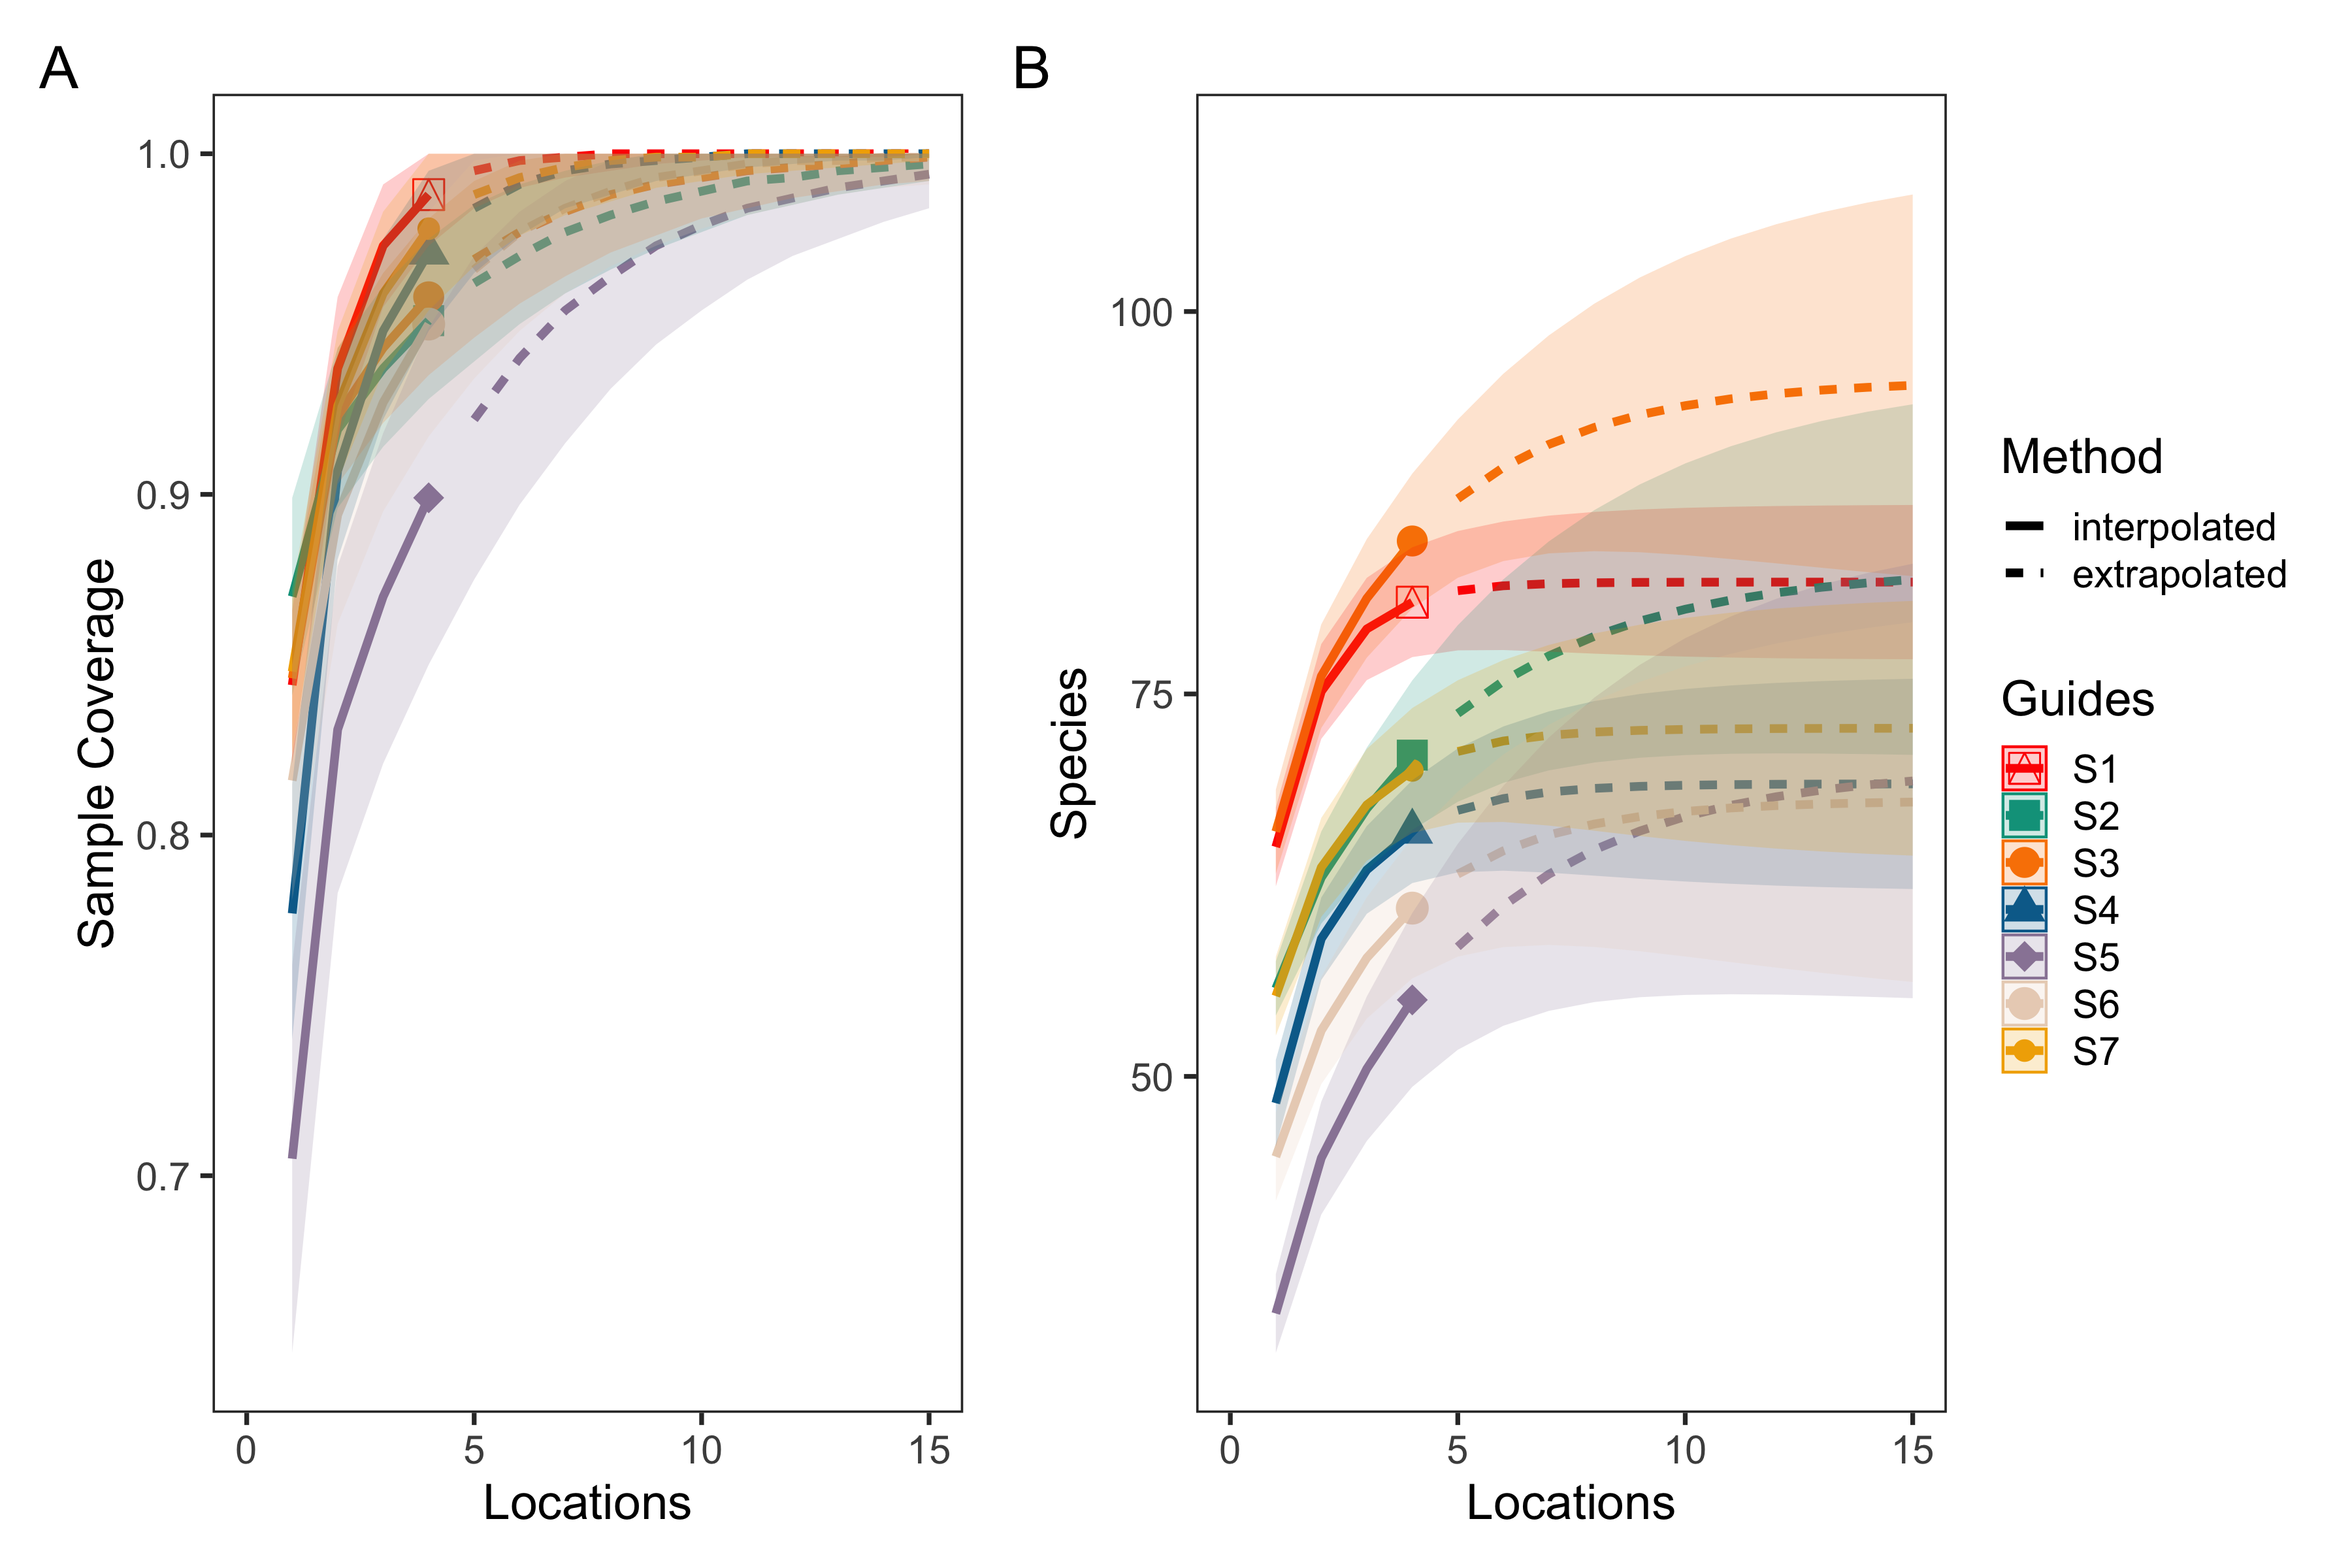 A
B
Sample Coverage
1.0
0.9
0.8
0.7
0
5
10
15
Locations
Species
100
75
50
0
5
10
15
Locations
Method
interpolated
extrapolated
Guides
S1
S2
S3
S4
S5
S6
S7